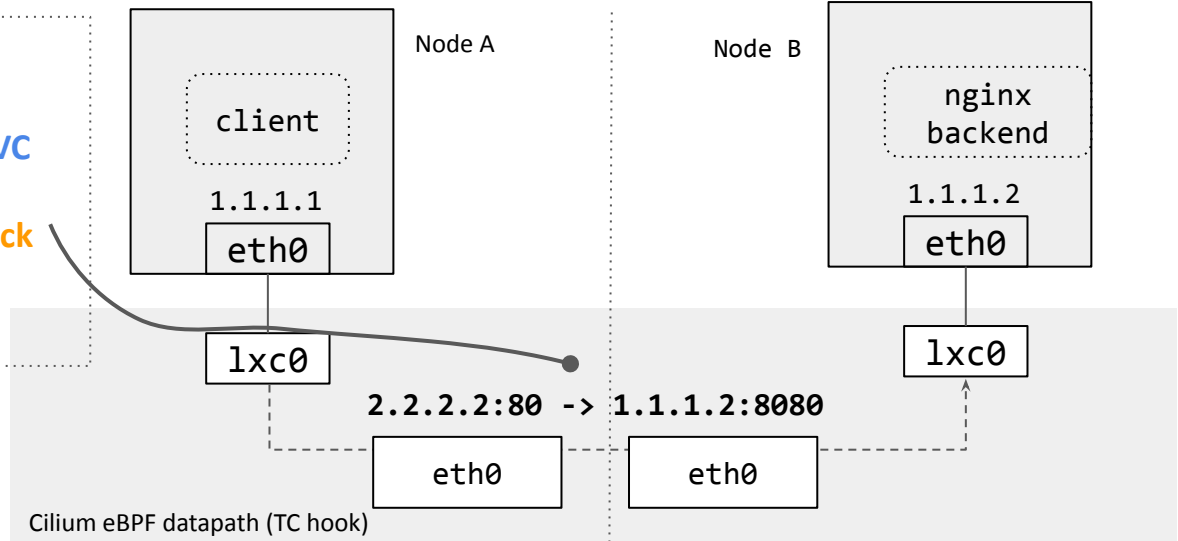 Node A
Node B
client
nginx
backend
VC
1.1.1.1
1.1.1.2
ck
eth0
eth0
lxc0
lxc0
2.2.2.2:80 -> 1.1.1.2:8080
eth0
eth0
Cilium eBPF datapath (TC hook)